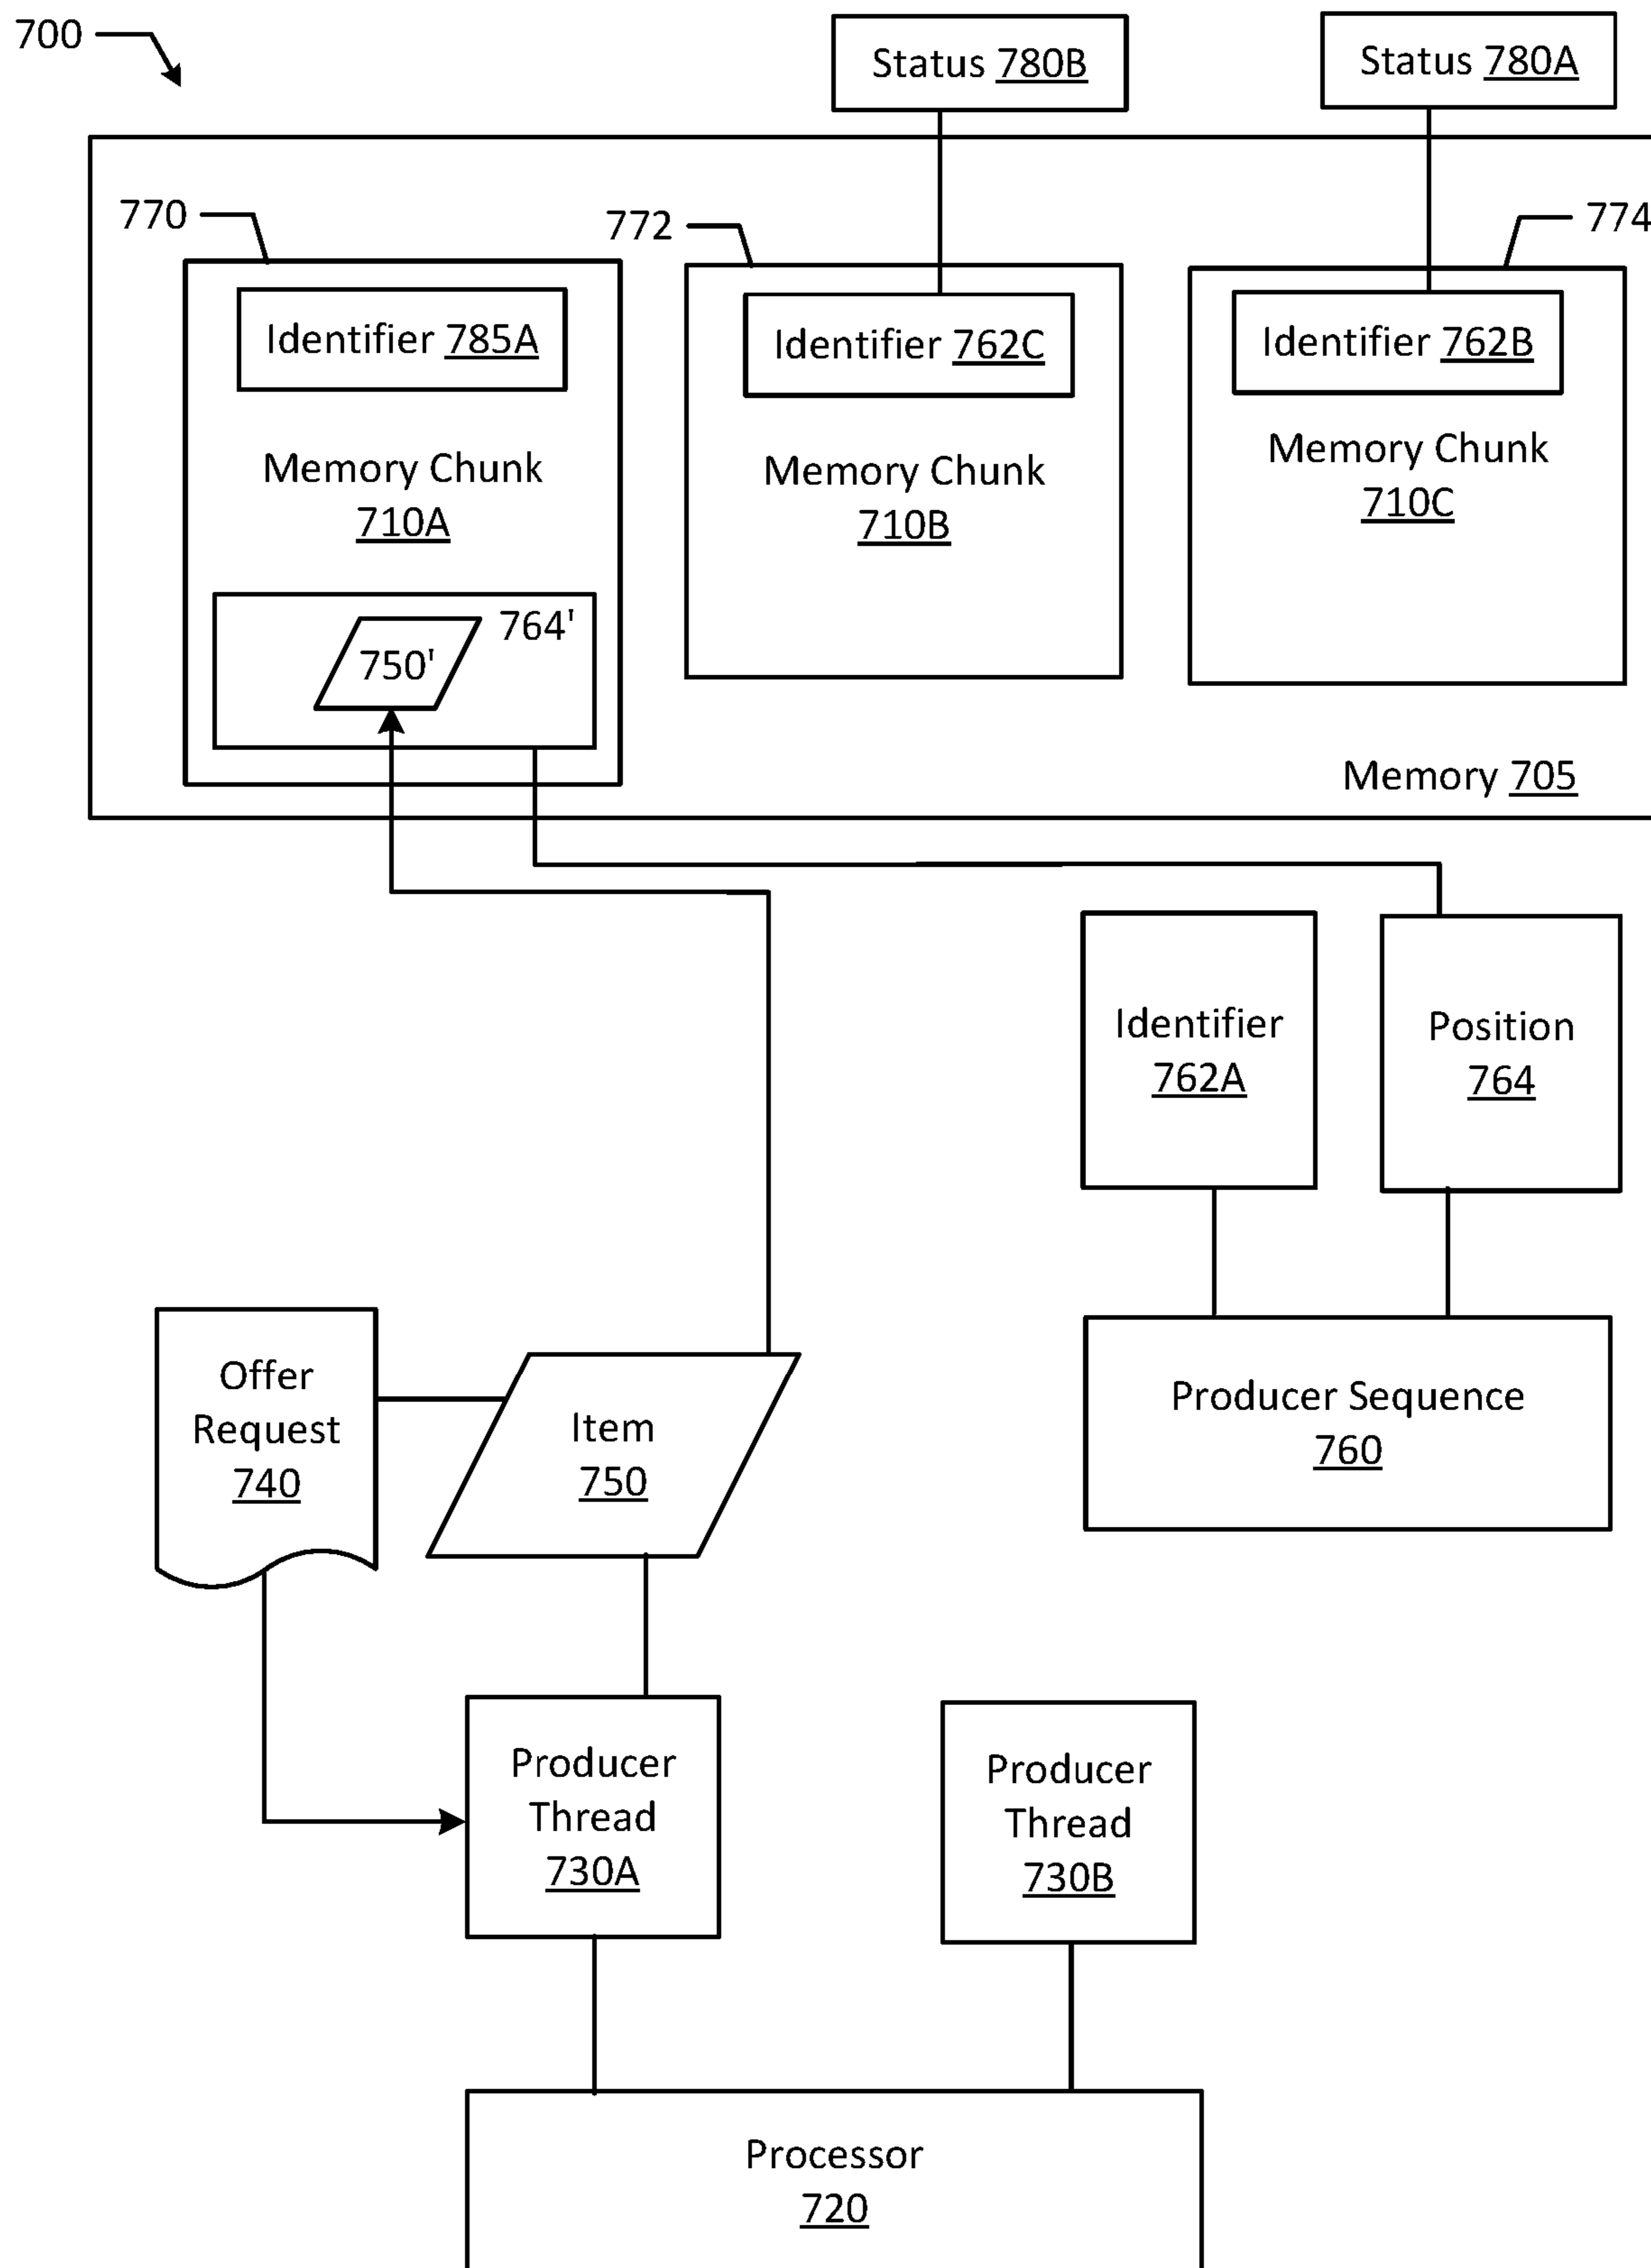 700
Status 780B
Status 780A
770
772
774
Identifier 785A
Identifier 762C
Identifier 762B
Memory Chunk
710A
Memory Chunk
710B
Memory Chunk
710C
764'
750'
Memory 705
Identifier
762A
Position
764
Offer
Request
740
Item
750
Producer Sequence
760
Producer
Thread
730A
Producer
Thread
730B
Processor
720